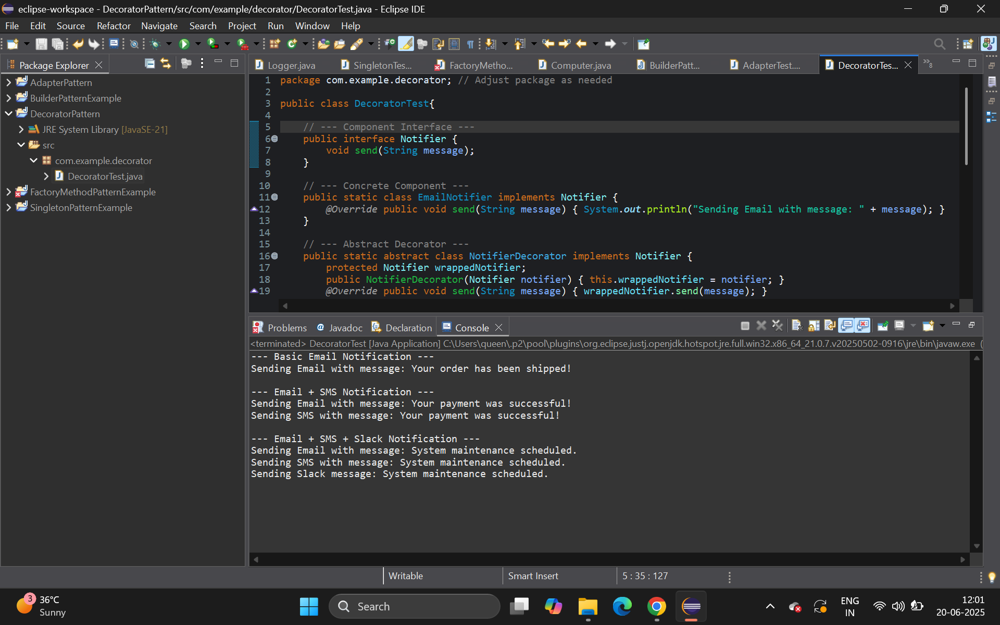 eclipse-workspace - DecoratorPattern/src/com/example/decorator/DecoratorTest.java - Eclipse IDE
File Edit Source Refactor Navigate Search Project Run Window Help
Package Explorer
AdapterPattern
BuilderPatternExample
DecoratorPattern
JRE System Library [JavaSE-21]
src
com.example.decorator
DecoratorTest.java
FactoryMethodPatternExample
SingletonPatternExample
Logger.java SingletonTes... FactoryMetho... Computer.java BuilderPatt... AdapterTest.... DecoratorTes... »8
1 package com.example.decorator; // Adjust package as needed
2
3 public class DecoratorTest{
4
5 // --- Component Interface ---
6 public interface Notifier {
7 void send(String message);
8 }
9
10 // --- Concrete Component ---
11 public static class EmailNotifier implements Notifier {
12 @Override public void send(String message) { System.out.println("Sending Email with message: " + message); }
13 }
14
15 // --- Abstract Decorator ---
16 public static abstract class NotifierDecorator implements Notifier {
17 protected Notifier wrappedNotifier;
18 public NotifierDecorator(Notifier notifier) { this.wrappedNotifier = notifier; }
19 @Override public void send(String message) { wrappedNotifier.send(message); }
Problems Javadoc Declaration Console
<terminated> DecoratorTest [Java Application] C:\Users\queen\.p2\pool\plugins\org.eclipse.justj.openjdk.hotspot.jre.full.win32.x86_64_21.0.7.v20250502-0916\jre\bin\javaw.exe (
--- Basic Email Notification ---
Sending Email with message: Your order has been shipped!
--- Email + SMS Notification ---
Sending Email with message: Your payment was successful!
Sending SMS with message: Your payment was successful!
--- Email + SMS + Slack Notification ---
Sending Email with message: System maintenance scheduled.
Sending SMS with message: System maintenance scheduled.
Sending Slack message: System maintenance scheduled.
Writable Smart Insert 5 : 35 : 127
3
36°C
Sunny
Search
ENG
IN
12:01
20-06-2025